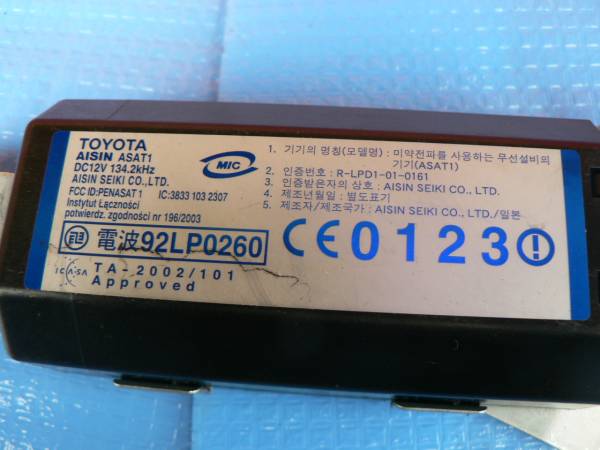 TOYOTA
AISIN ASAT1
DC12V 134.2kHz
AISIN SEIKI CO.,LTD.
FCC ID:PENASAT1 IC:3833 103 2307
Instytut Łączności
potwierdz. zgodności nr 196/2003
電波92LP0260
ICASA TA-2002/101
Approved
MIC
1. 기기의 명칭(모델명) : 미약전파를 사용하는 무선설비의
기기(ASAT1)
2. 인증번호 : R-LPD1-01-0161
3. 인증받은자의 상호 : AISIN SEIKI CO., LTD.
4. 제조년월일 : 별도표기
5. 제조자/제조국가 : AISIN SEIKI CO., LTD./일본
CE0123